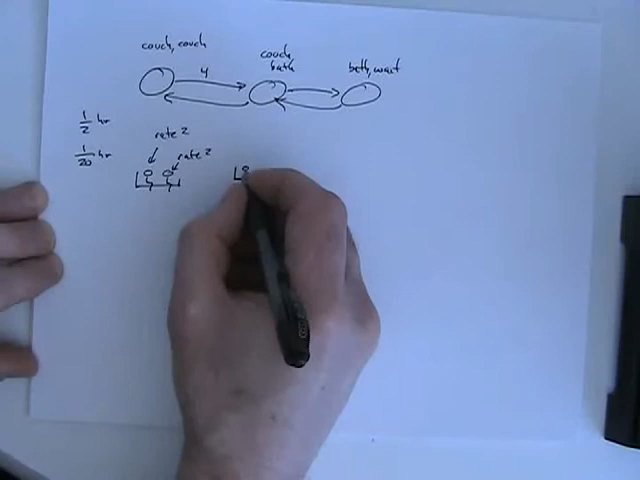 couch, couch
couch,
bath
bath, wait
4
1/2 hr
rate 2
1/20 hr
rate 2